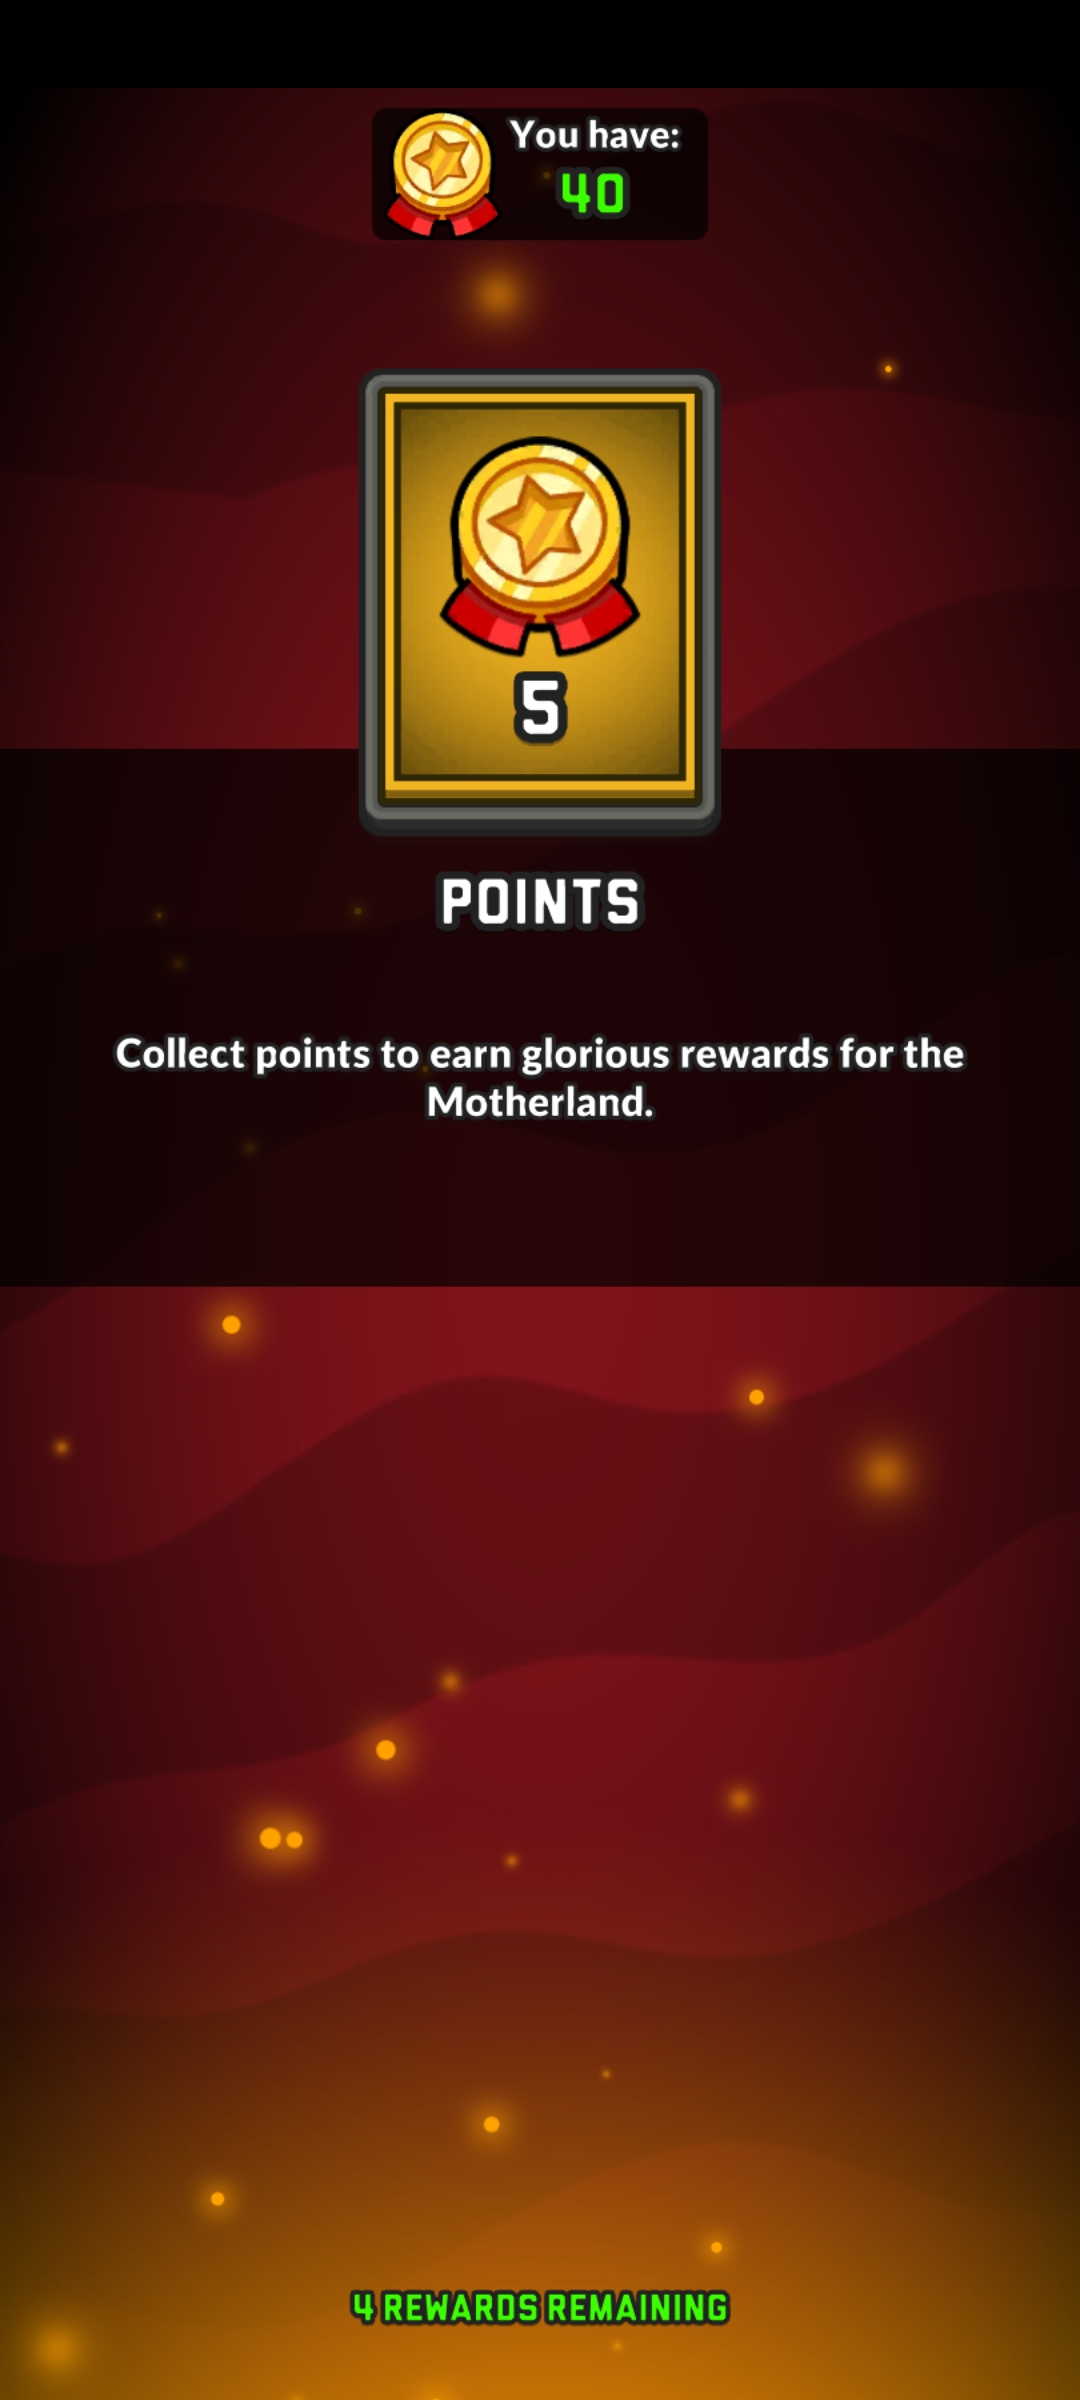 You have:
40
5
POINTS
Collect points to earn glorious rewards for the
Motherland.
4 REWARDS REMAINING